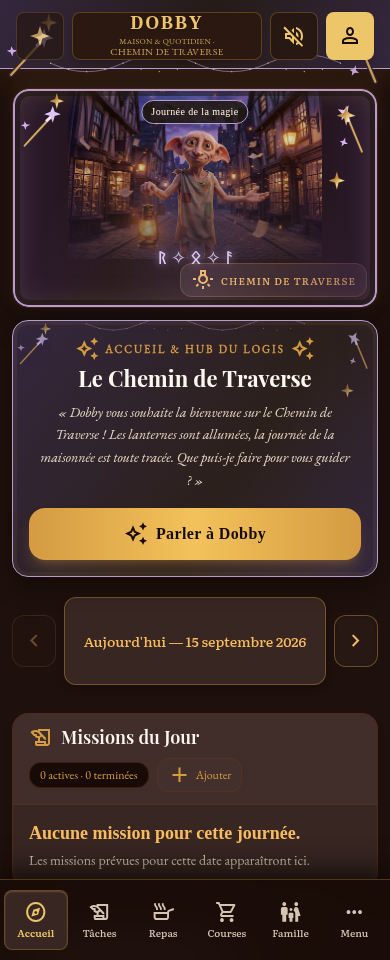 DOBBY
MAISON & QUOTIDIEN ·
CHEMIN DE TRAVERSE
Journée de la magie
ᚱ ✧ ᛟ ✧ ᚨ
CHEMIN DE TRAVERSE
ACCUEIL & HUB DU LOGIS
Le Chemin de Traverse
« Dobby vous souhaite la bienvenue sur le Chemin de
Traverse ! Les lanternes sont allumées, la journée de la
maisonnée est toute tracée. Que puis-je faire pour vous guider
? »
Parler à Dobby
Aujourd'hui — 15 septembre 2026
Missions du Jour
0 actives · 0 terminées
Ajouter
Aucune mission pour cette journée.
Les missions prévues pour cette date apparaîtront ici.
Accueil Tâches Repas Courses Famille Menu